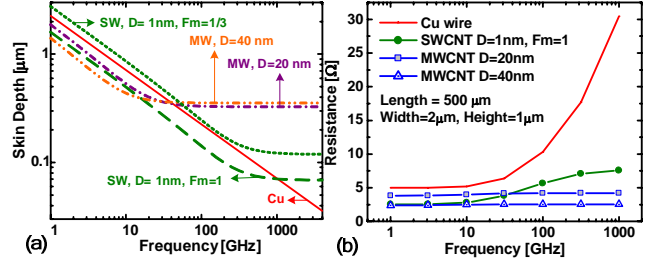 SW, D= 1nm, Fm=1/3
MW, D=40 nm
MW, D=20 nm
SW, D= 1nm, Fm=1
Cu
Skin Depth [µm]
1
0.1
1
10
100
1000
Frequency [GHz]
(a)
Cu wire
SWCNT D=1nm, Fm=1
MWCNT D=20nm
MWCNT D=40nm
Length = 500 µm
Width=2µm, Height=1µm
Resistance [Ω]
30
25
20
15
10
5
0
1
10
100
1000
Frequency [GHz]
(b)